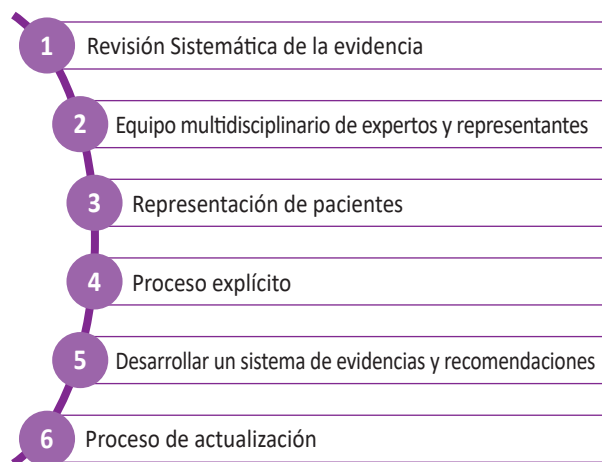 1 Revisión Sistemática de la evidencia
2 Equipo multidisciplinario de expertos y representantes
3 Representación de pacientes
4 Proceso explícito
5 Desarrollar un sistema de evidencias y recomendaciones
6 Proceso de actualización